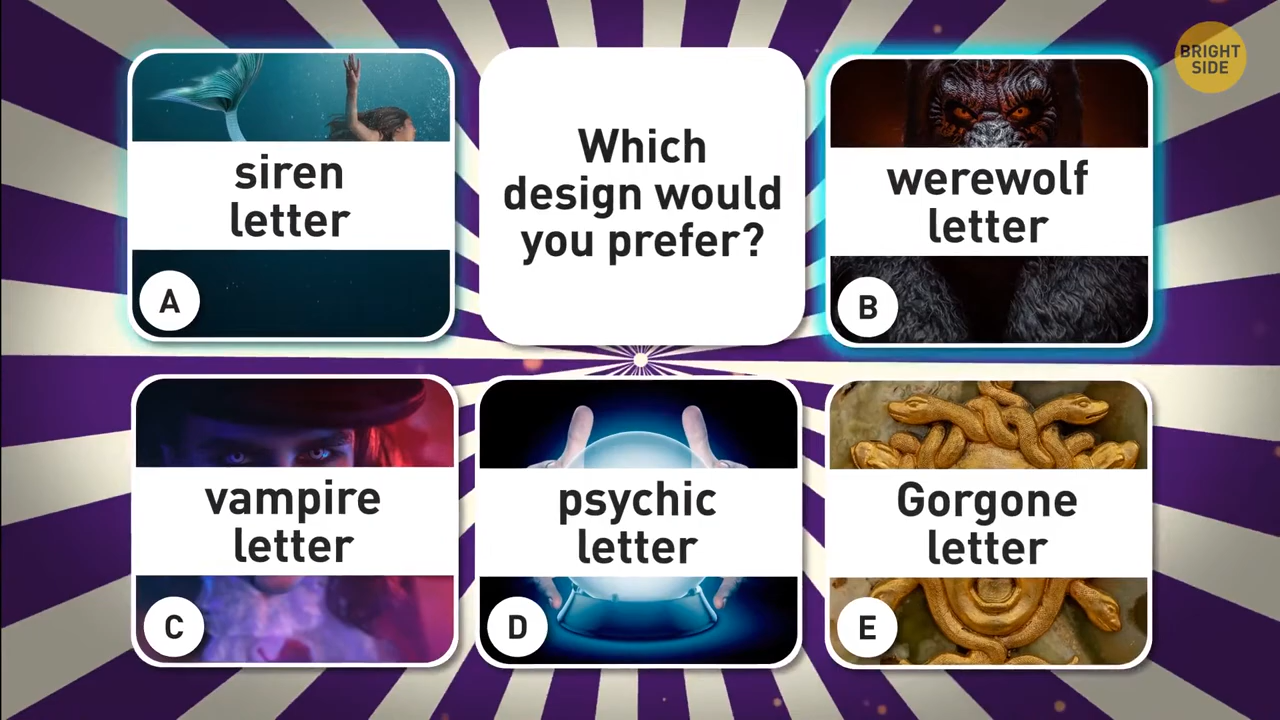 BRIGHT
SIDE
siren
letter
A
Which
design would
you prefer?
werewolf
letter
B
vampire
letter
C
psychic
letter
D
Gorgone
letter
E